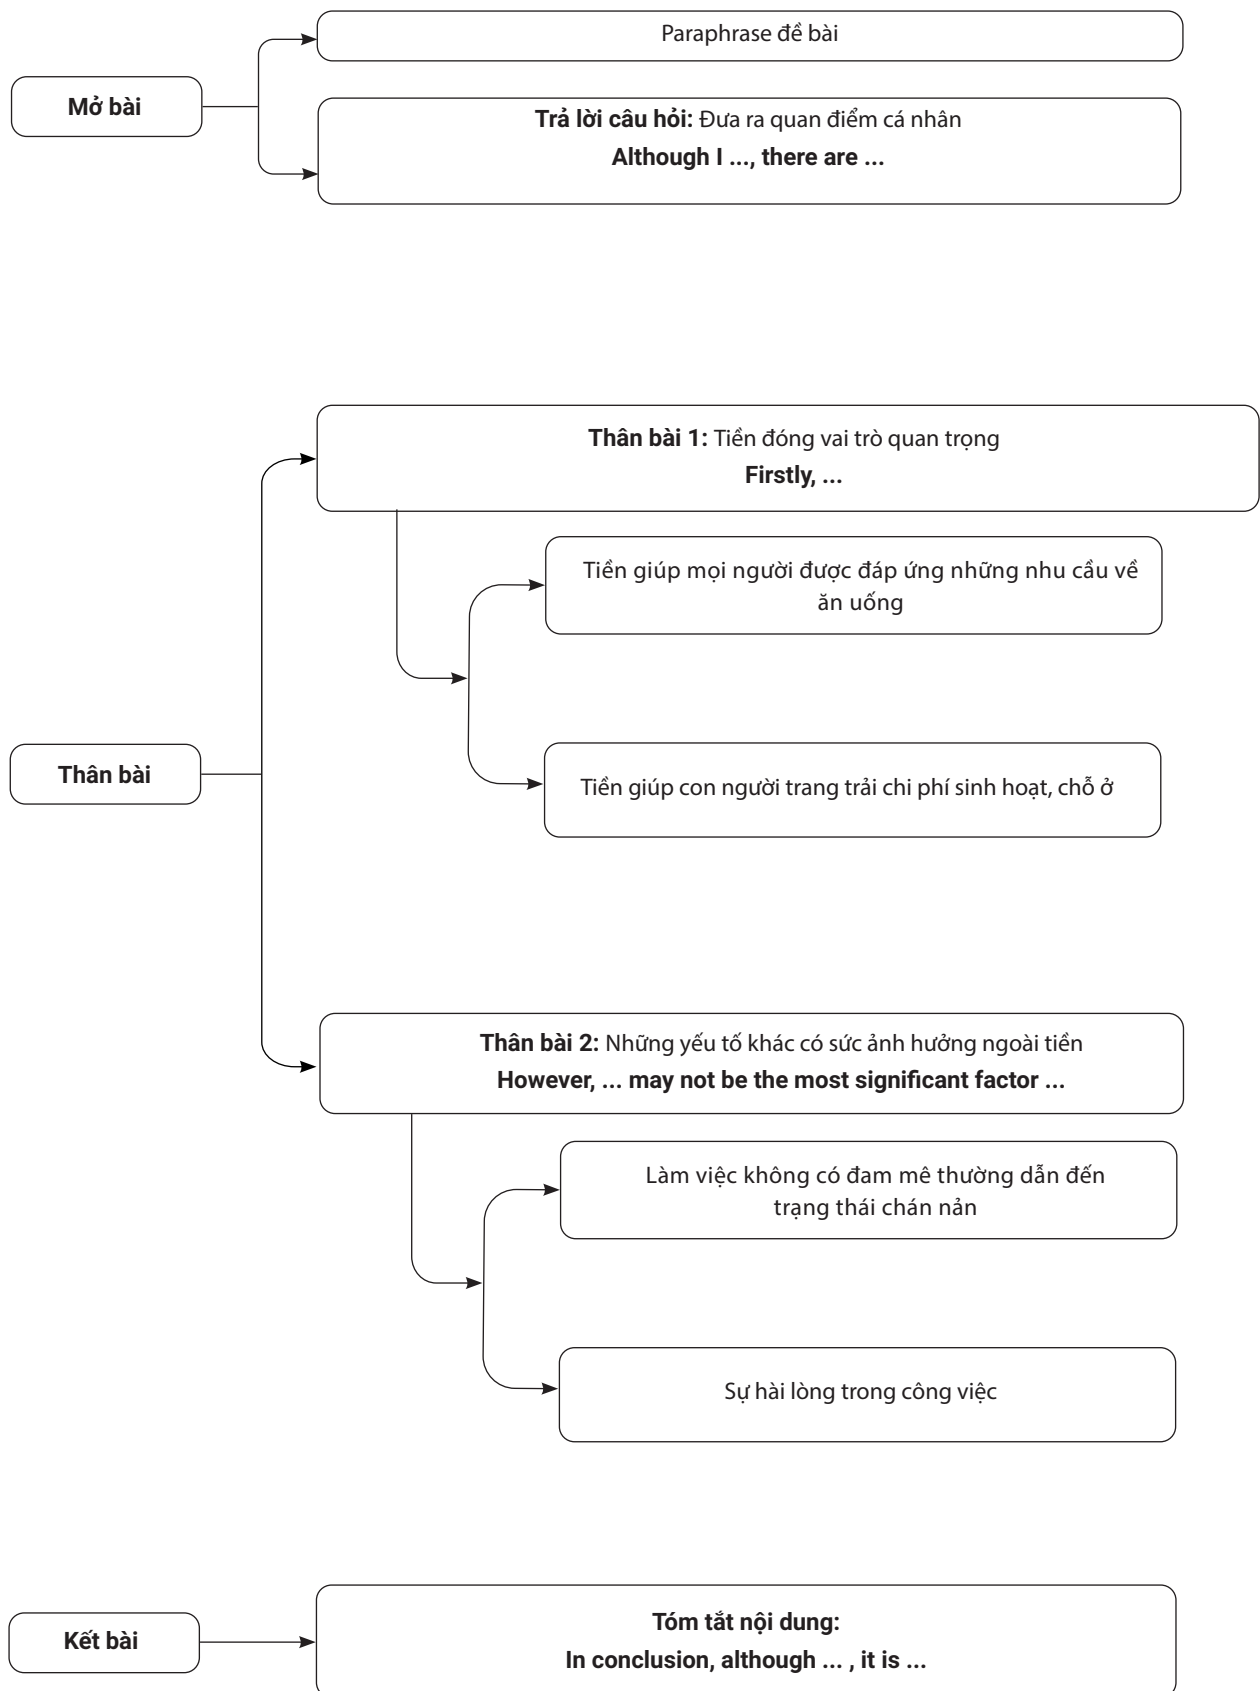 Mở bài
Paraphrase đề bài
Trả lời câu hỏi: Đưa ra quan điểm cá nhân
Although I ..., there are ...
Thân bài
Thân bài 1: Tiền đóng vai trò quan trọng
Firstly, ...
Tiền giúp mọi người được đáp ứng những nhu cầu về
ăn uống
Tiền giúp con người trang trải chi phí sinh hoạt, chỗ ở
Thân bài 2: Những yếu tố khác có sức ảnh hưởng ngoài tiền
However, ... may not be the most significant factor ...
Làm việc không có đam mê thường dẫn đến
trạng thái chán nản
Sự hài lòng trong công việc
Kết bài
Tóm tắt nội dung:
In conclusion, although ... , it is ...